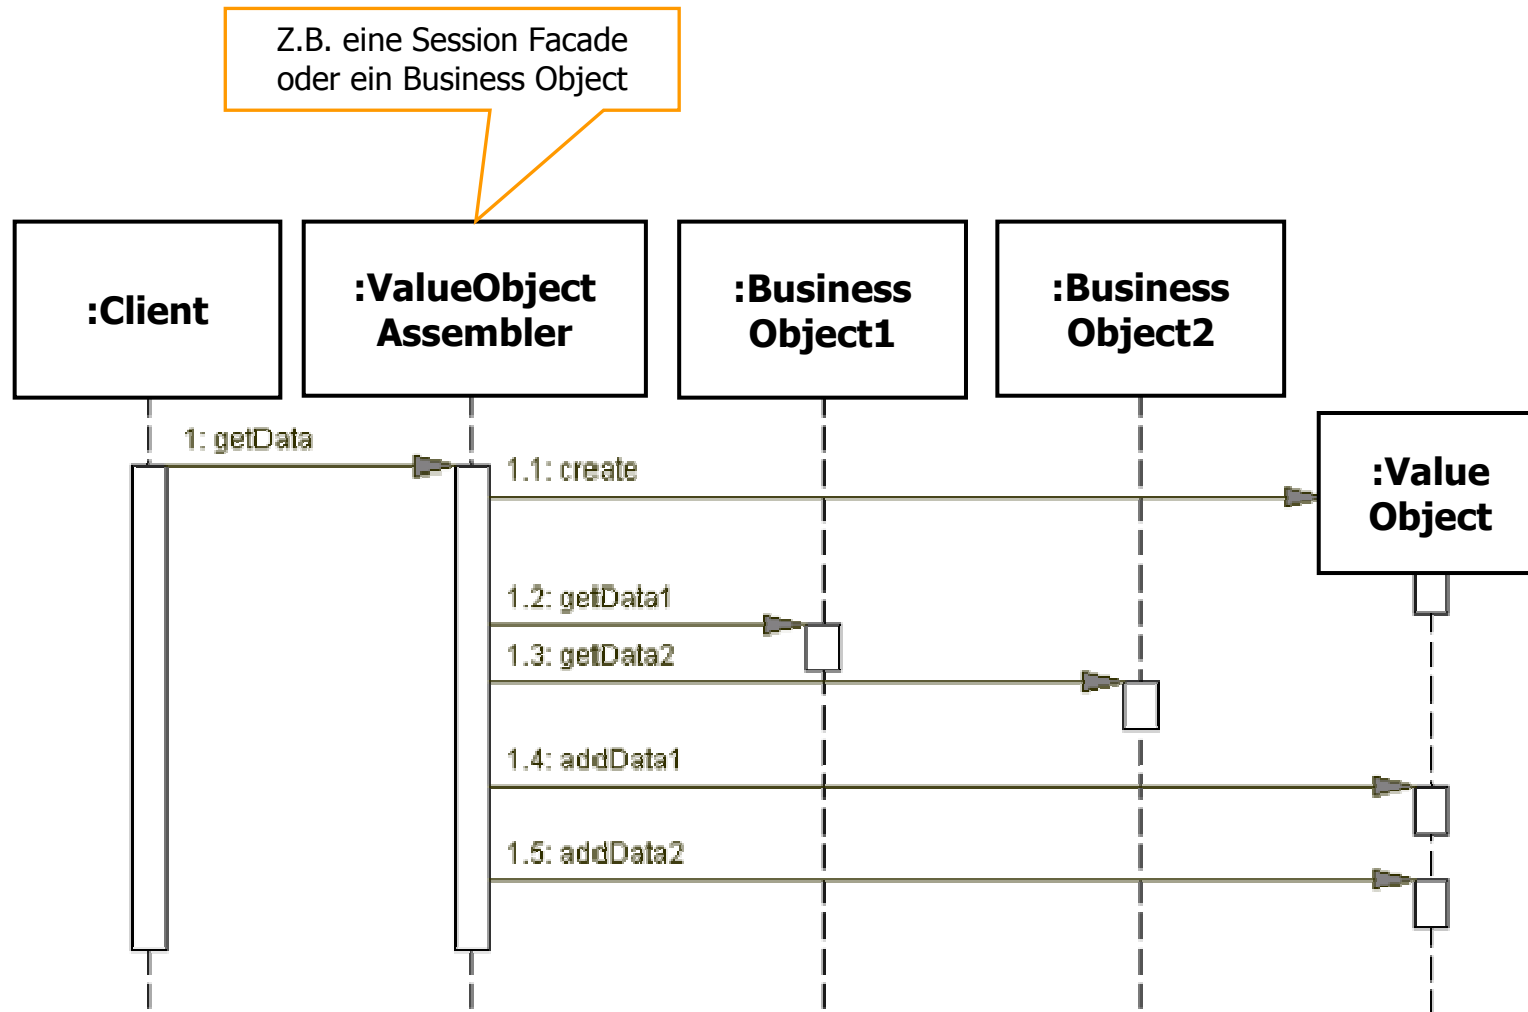 Z.B. eine Session Facade
oder ein Business Object
:Client
:ValueObject
Assembler
:Business
Object1
:Business
Object2
:Value
Object
1: getData
1.1: create
1.2: getData1
1.3: getData2
1.4: addData1
1.5: addData2